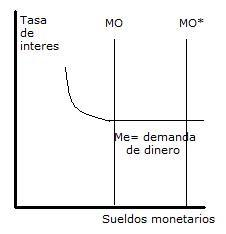 Tasa
de
interes
MO
MO*
Me= demanda
de dinero
Sueldos monetarios